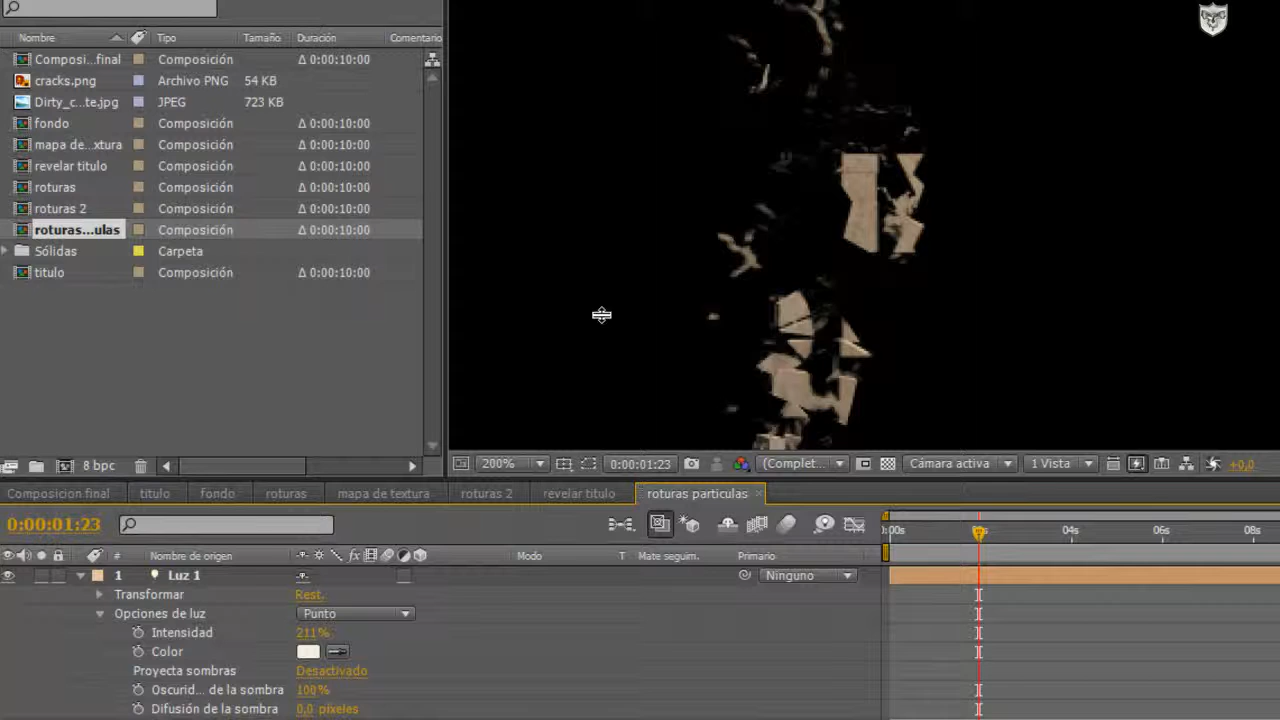 Nombre Tipo Tamaño Duración Comentario
Composi...final Composición Δ 0:00:10:00
cracks.png Archivo PNG 54 KB
Dirty_c...te.jpg JPEG 723 KB
fondo Composición Δ 0:00:10:00
mapa de...xtura Composición Δ 0:00:10:00
revelar titulo Composición Δ 0:00:10:00
roturas Composición Δ 0:00:10:00
roturas 2 Composición Δ 0:00:10:00
roturas...ulas Composición Δ 0:00:10:00
Sólidas Carpeta
titulo Composición Δ 0:00:10:00
8 bpc 200% 0:00:01:23 (Complet... Cámara activa 1 Vista +0,0
Composicion final titulo fondo roturas mapa de textura roturas 2 revelar titulo roturas particulas ×
0:00:01:23 :00s 04s 06s 08s
# Nombre de origen fx Modo T Mate seguim. Primario
1 Luz 1 Ninguno
Transformar Rest.
Opciones de luz Punto
Intensidad 211%
Color
Proyecta sombras Desactivado
Oscurid... de la sombra 100%
Difusión de la sombra 0,0 píxeles